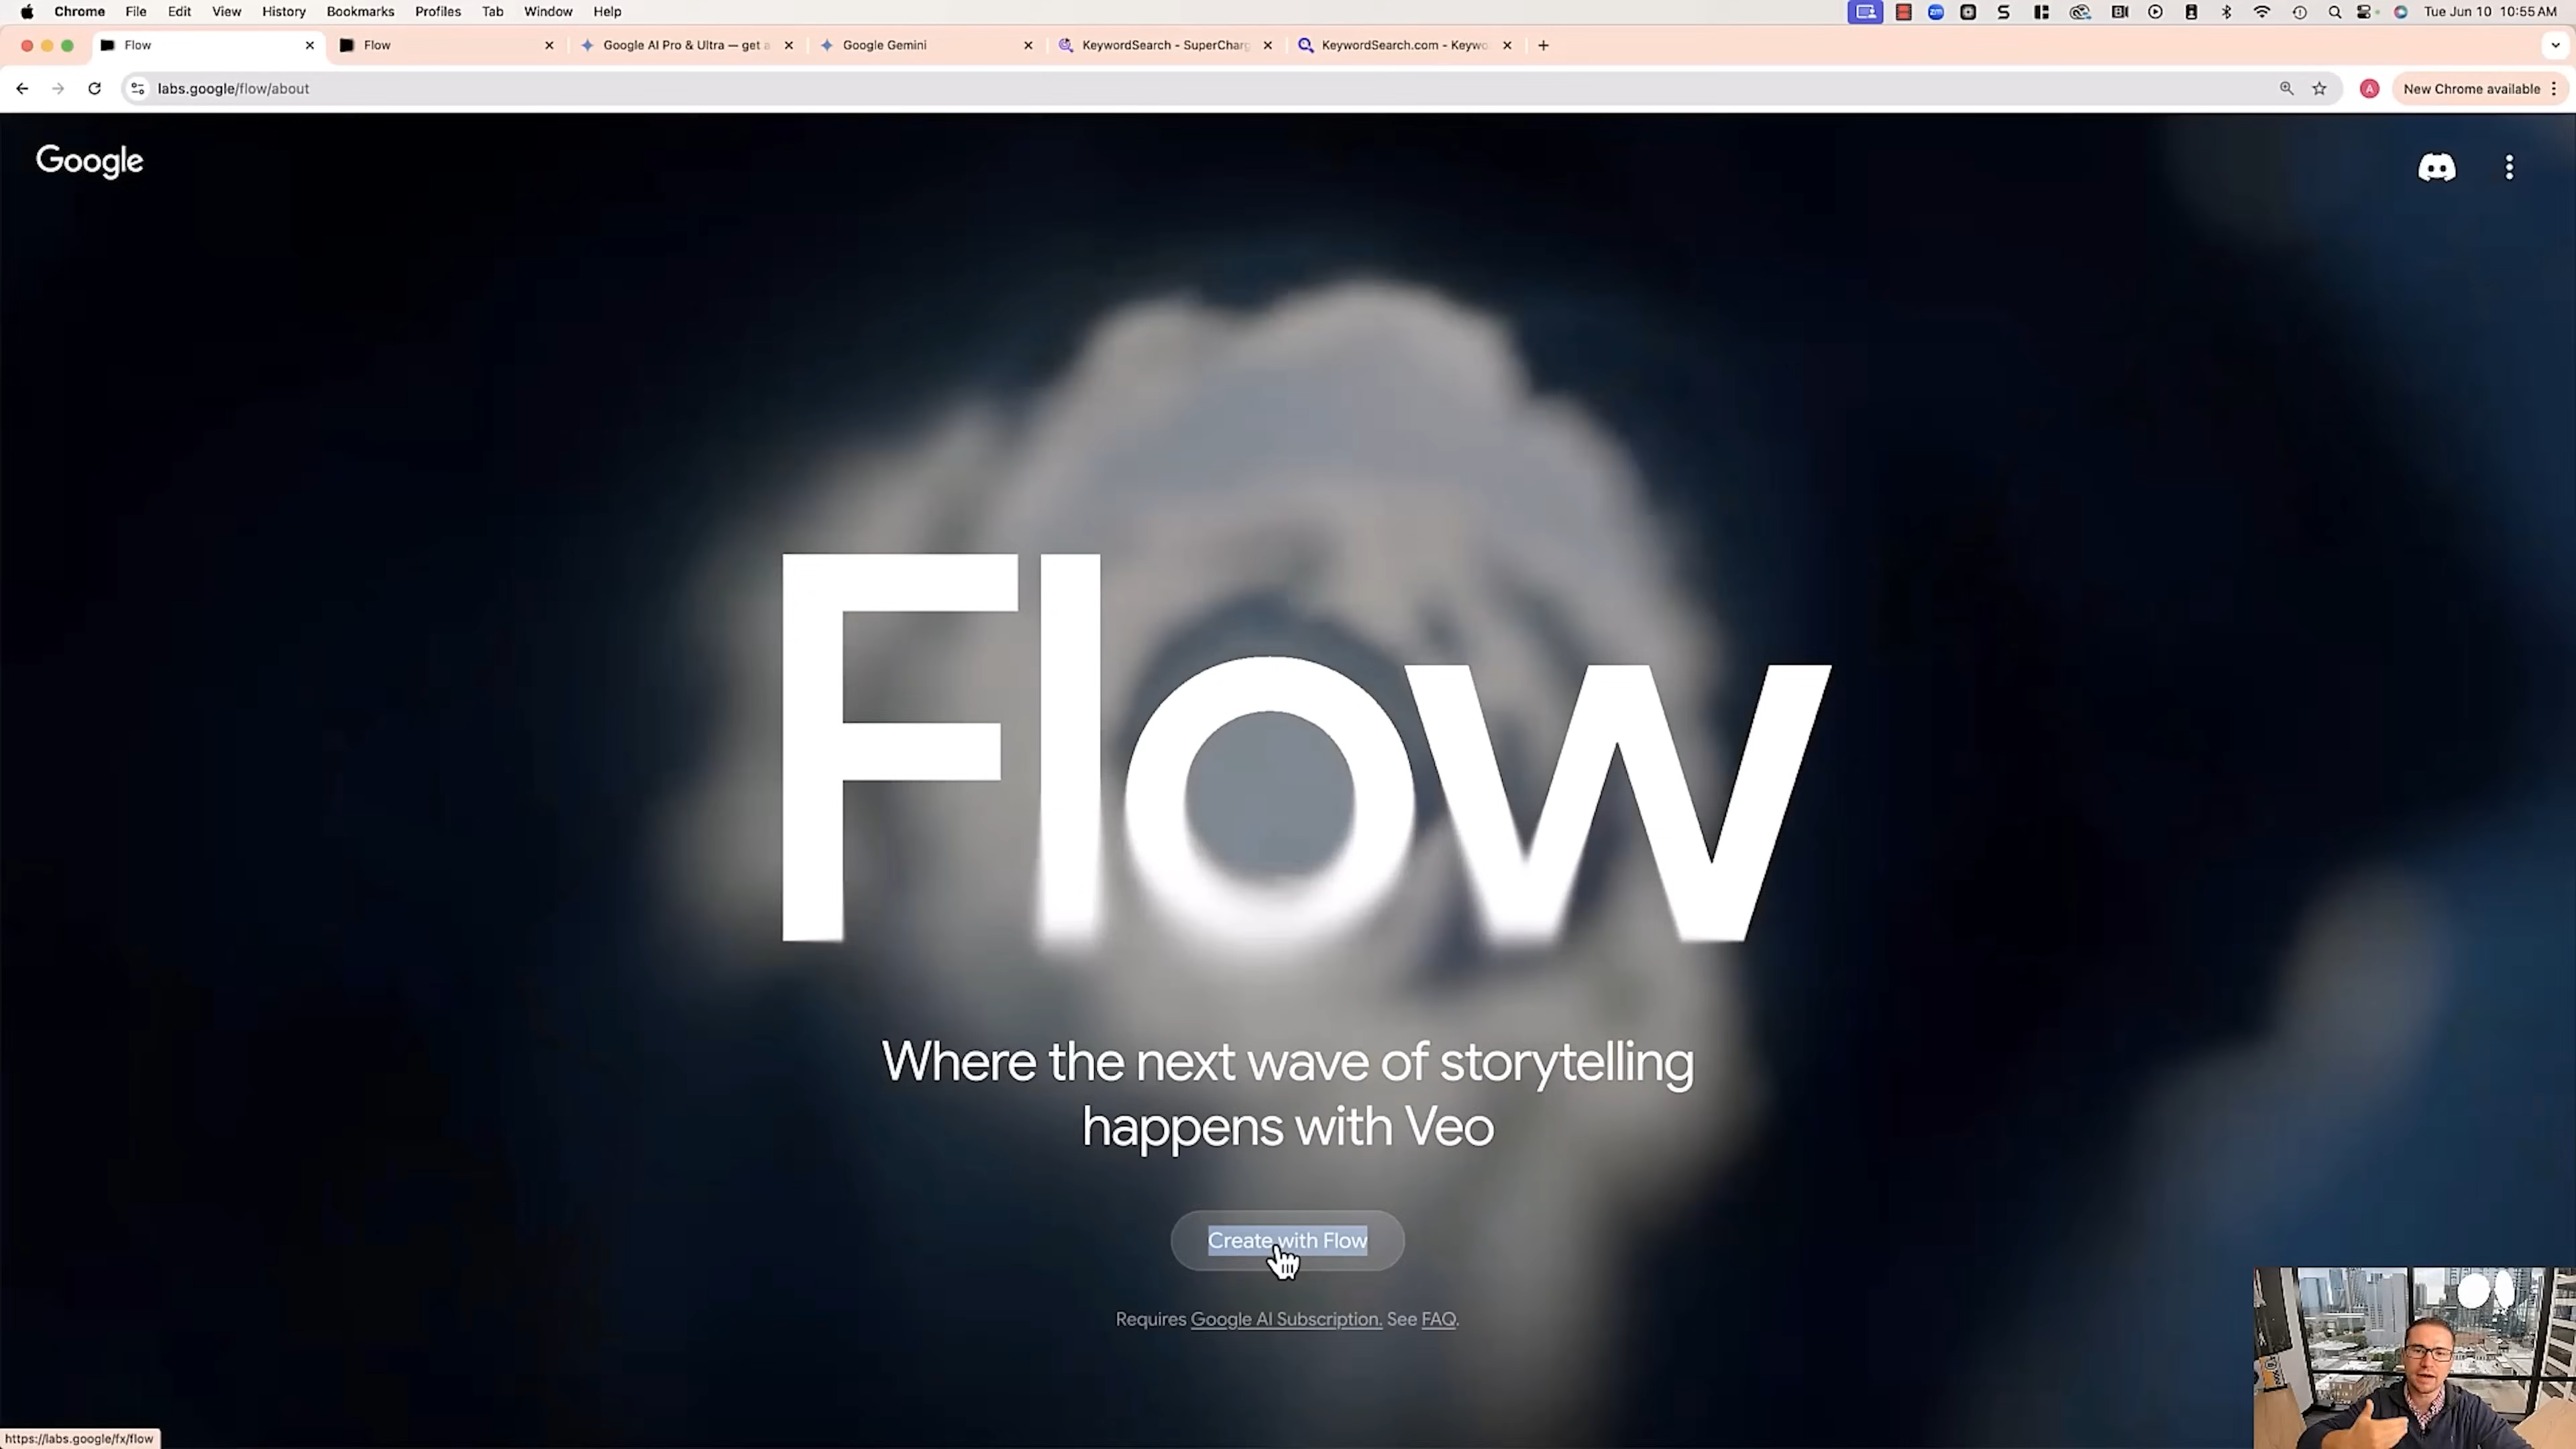 Chrome File Edit View History Bookmarks Profiles Tab Window Help
zm
Tue Jun 10 10:55 AM
Flow
Flow
Google AI Pro & Ultra — get a
Google Gemini
KeywordSearch - SuperCharg
KeywordSearch.com - Keywo
labs.google/flow/about
A
New Chrome available
Google
Flow
Where the next wave of storytelling
happens with Veo
Create with Flow
Requires Google AI Subscription. See FAQ.
https://labs.google/fx/flow